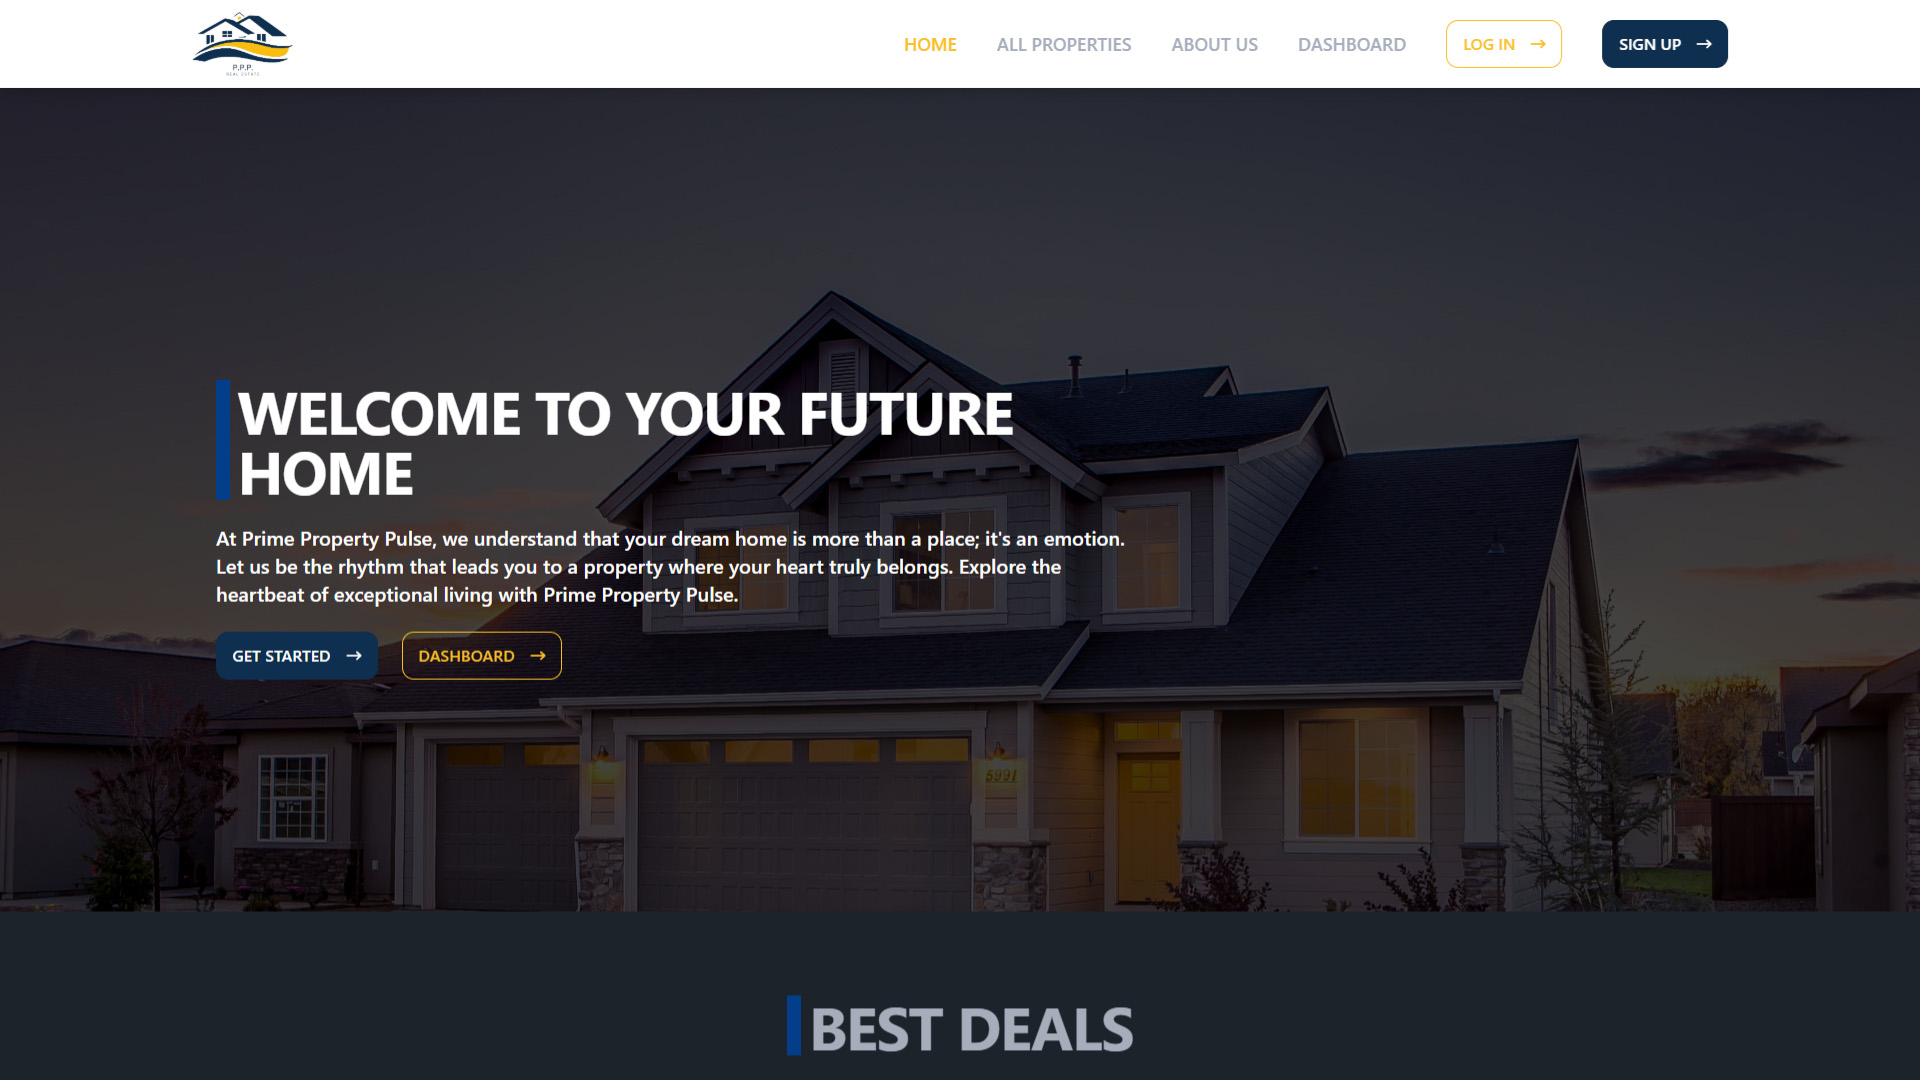 P.P.P.
REAL ESTATE
HOME
ALL PROPERTIES
ABOUT US
DASHBOARD
LOG IN
SIGN UP
WELCOME TO YOUR FUTURE
HOME
At Prime Property Pulse, we understand that your dream home is more than a place; it's an emotion.
Let us be the rhythm that leads you to a property where your heart truly belongs. Explore the
heartbeat of exceptional living with Prime Property Pulse.
GET STARTED
DASHBOARD
5991
BEST DEALS